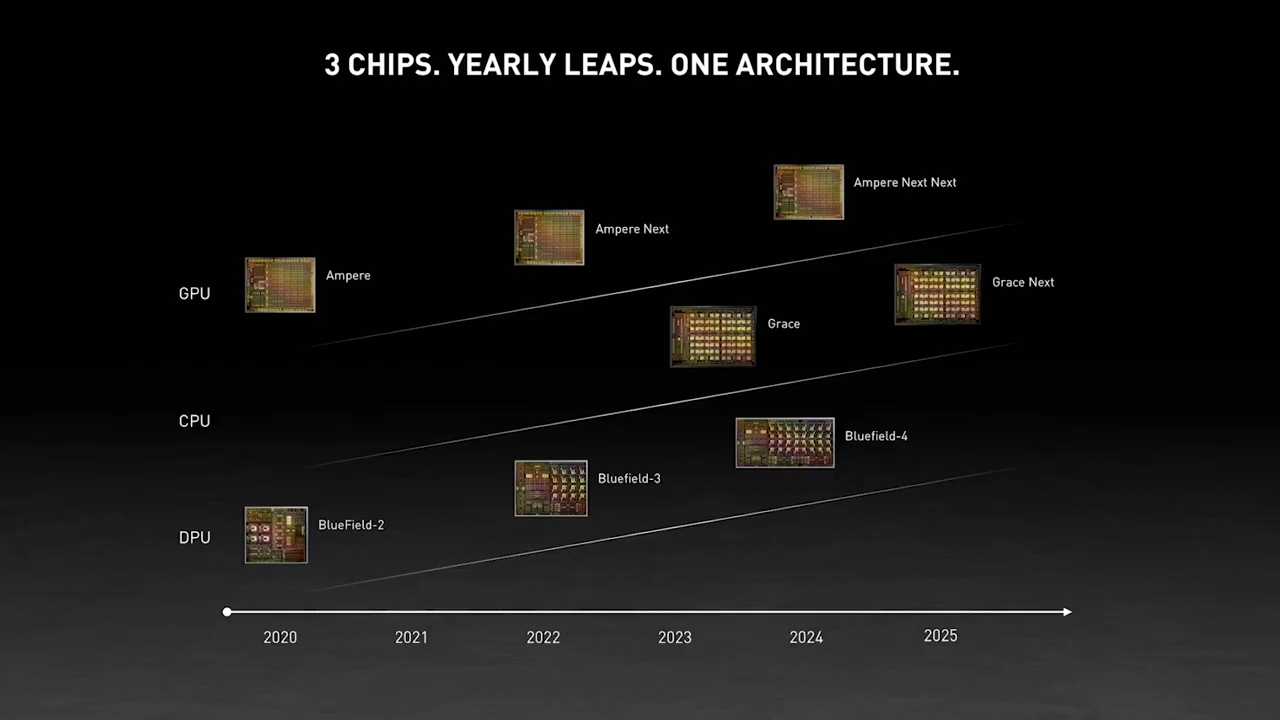 3 CHIPS. YEARLY LEAPS. ONE ARCHITECTURE.
Ampere Next Next
Ampere Next
Ampere
GPU
Grace Next
Grace
CPU
Bluefield-4
Bluefield-3
BlueField-2
DPU
2020 2021 2022 2023 2024 2025